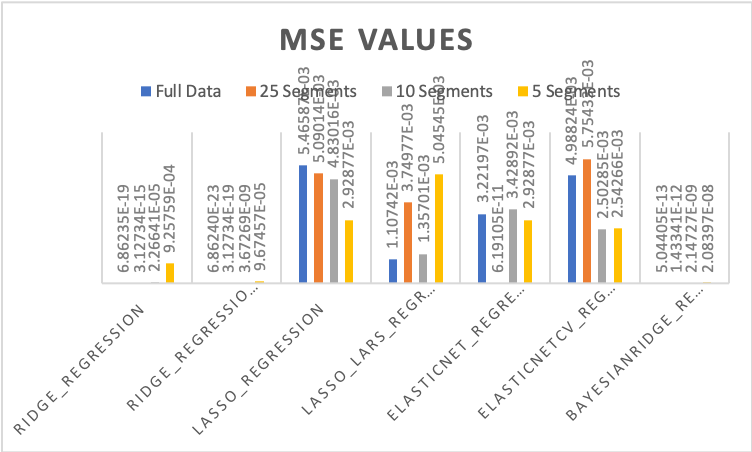 MSE VALUES
Full Data 25 Segments 10 Segments 5 Segments
6.86235E-19
3.12734E-15
2.26641E-05
9.25759E-04
6.86240E-23
3.12734E-19
3.67269E-09
9.67457E-05
5.46587E-03
5.09014E-03
4.83016E-03
2.92877E-03
1.10742E-03
3.74977E-03
1.35701E-03
5.04545E-03
3.22197E-03
6.19105E-11
3.42892E-03
2.92877E-03
4.98824E-03
5.75433E-03
2.50285E-03
2.54266E-03
5.04405E-13
1.43341E-12
2.14727E-09
2.08397E-08
RIDGE_REGRESSION
RIDGE_REGRESSIO...
LASSO_REGRESSION
LASSO_LARS_REGR...
ELASTICNET_REGRE...
ELASTICNETCV_REG...
BAYESIANRIDGE_RE...